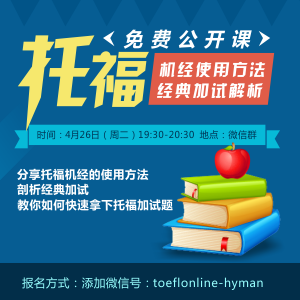 免费公开课
托福
机经使用方法
经典加试解析
时间：4月26日（周二）19:30-20:30 地点：微信群
分享托福机经的使用方法
剖析经典加试
教你如何快速拿下托福加试题
报名方式：添加微信号：toeflonline-hyman